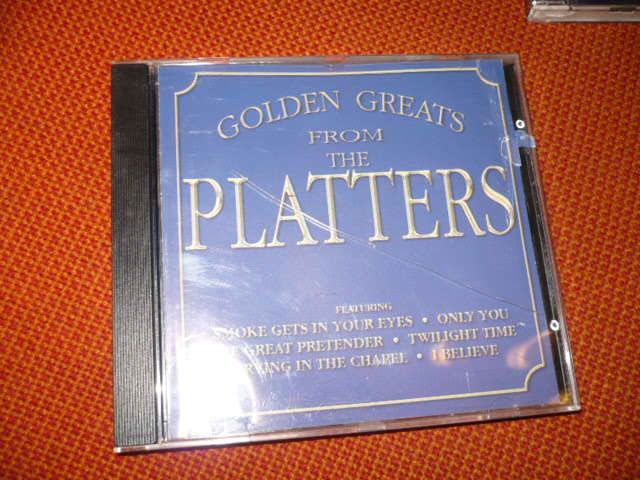 GOLDEN GREATS
FROM
THE
PLATTERS
FEATURING
SMOKE GETS IN YOUR EYES • ONLY YOU
GREAT PRETENDER • TWILIGHT TIME
IN THE CHAPEL • I BELIEVE